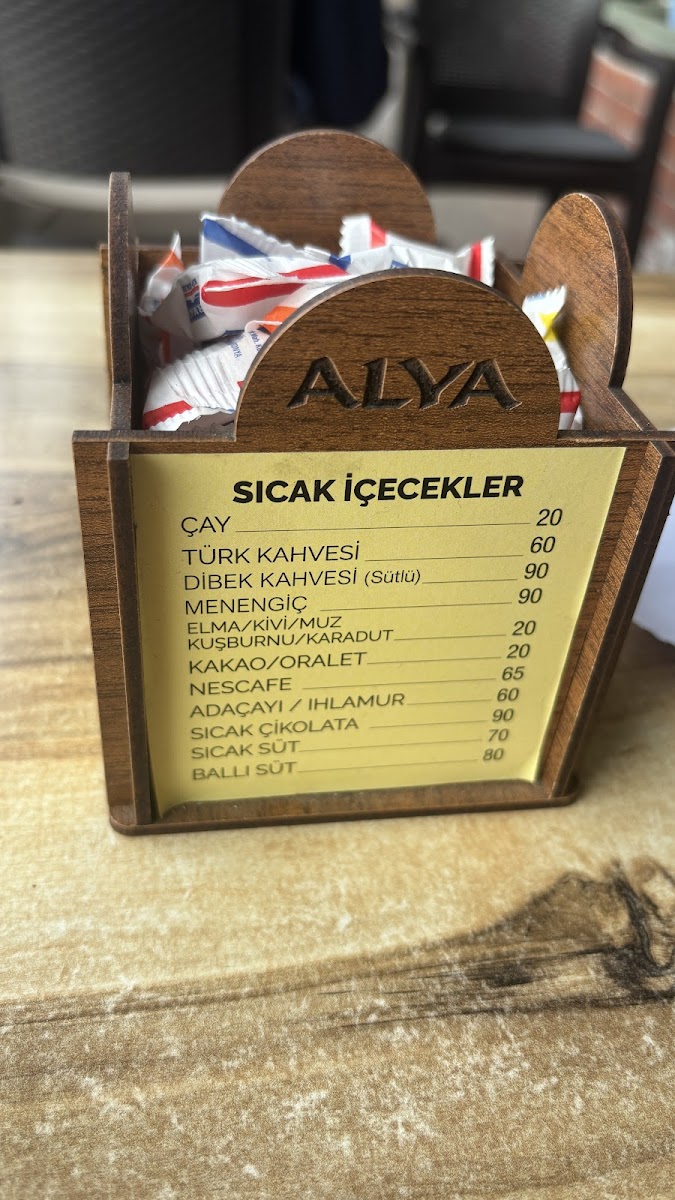 ALYA
SICAK İÇECEKLER
ÇAY 20
TÜRK KAHVESİ 60
DİBEK KAHVESİ (Sütlü) 90
MENENGİÇ 90
ELMA/KİVİ/MUZ
KUŞBURNU/KARADUT 20
KAKAO/ORALET 20
NESCAFE 65
ADAÇAYI / IHLAMUR 60
SICAK ÇİKOLATA 90
SICAK SÜT 70
BALLI SÜT 80